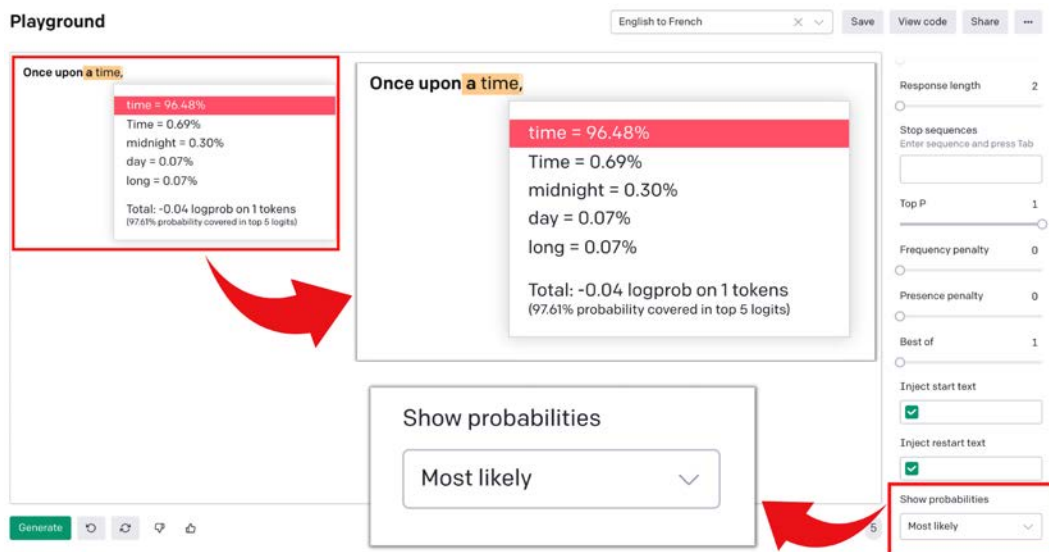 Playground
English to French
Save
View code
Share
Once upon a time,
time = 96.48%
Time = 0.69%
midnight = 0.30%
day = 0.07%
long = 0.07%
Total: -0.04 logprob on 1 tokens
(97.61% probability covered in top 5 logits)
Once upon a time,
time = 96.48%
Time = 0.69%
midnight = 0.30%
day = 0.07%
long = 0.07%
Total: -0.04 logprob on 1 tokens
(97.61% probability covered in top 5 logits)
Show probabilities
Most likely
Response length 2
Stop sequences
Enter sequence and press Tab
Top P 1
Frequency penalty 0
Presence penalty 0
Best of 1
Inject start text
Inject restart text
Show probabilities
Most likely
Generate
5